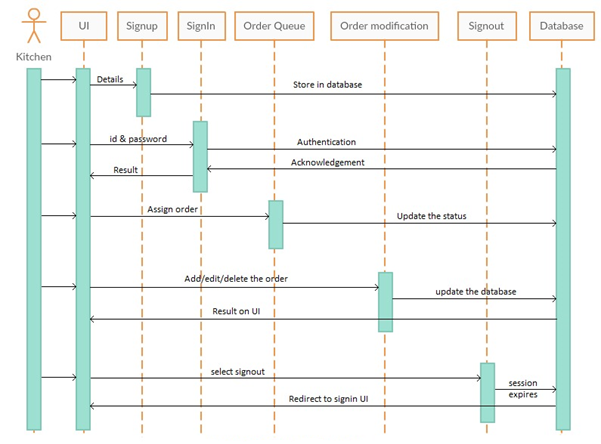 UI
Signup
SignIn
Order Queue
Order modification
Signout
Database
Kitchen
Details
Store in database
id & password
Authentication
Acknowledgement
Result
Assign order
Update the status
Add/edit/delete the order
update the database
Result on UI
select signout
session
expires
Redirect to signin UI